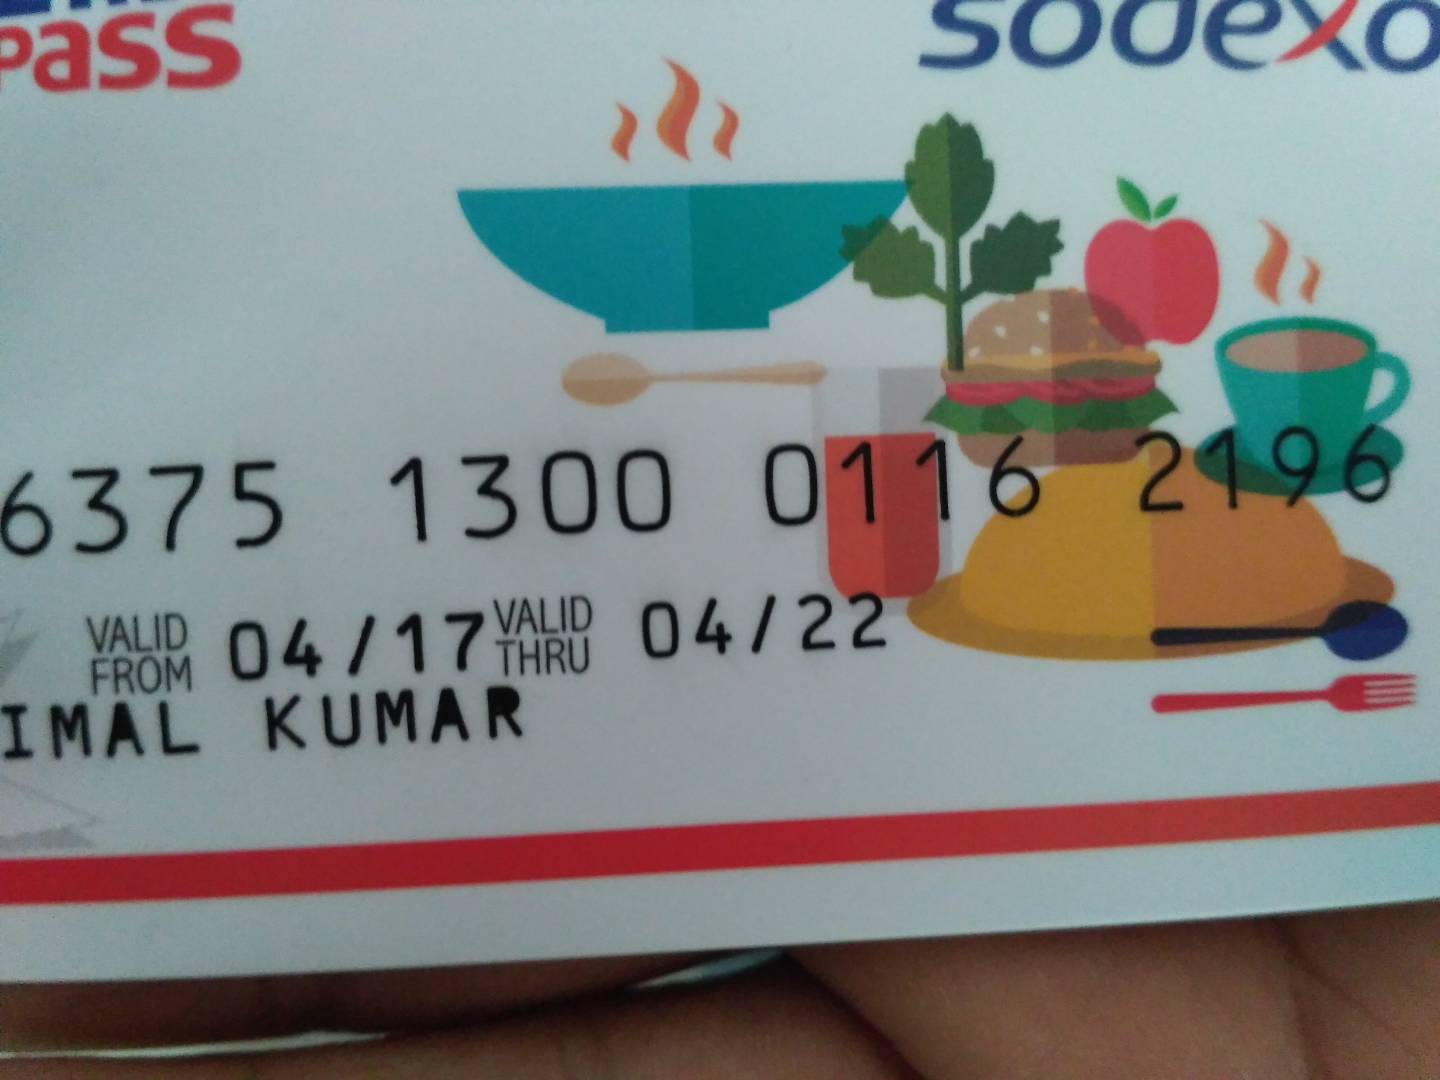 Pass
sodexo
6375 1300 0116 2196
VALID FROM 04/17 VALID THRU 04/22
IMAL KUMAR